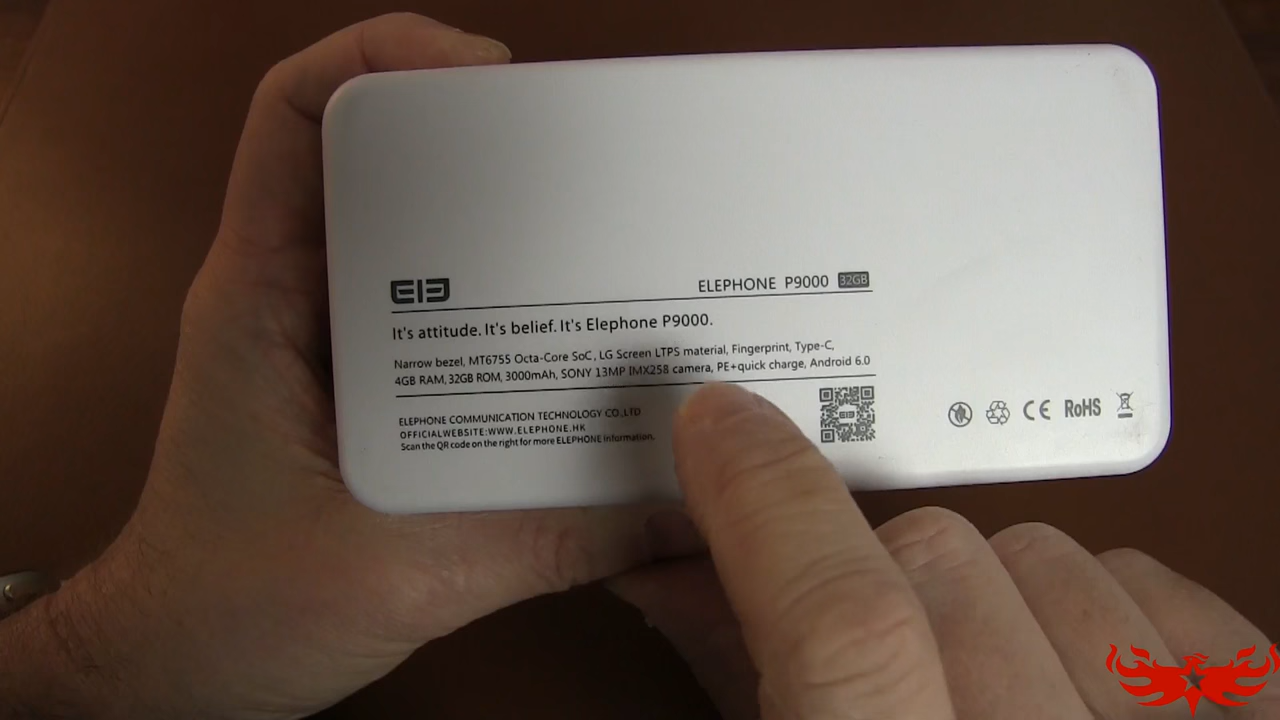 ELEPHONE P9000 32GB
It's attitude. It's belief. It's Elephone P9000.
Narrow bezel, MT6755 Octa-Core SoC, LG Screen LTPS material, Fingerprint, Type-C,
4GB RAM, 32GB ROM, 3000mAh, SONY 13MP IMX258 camera, PE+quick charge, Android 6.0
ELEPHONE COMMUNICATION TECHNOLOGY CO.,LTD
OFFICIALWEBSITE:WWW.ELEPHONE.HK
Scan the QR code on the right for more ELEPHONE information.
CE RoHS